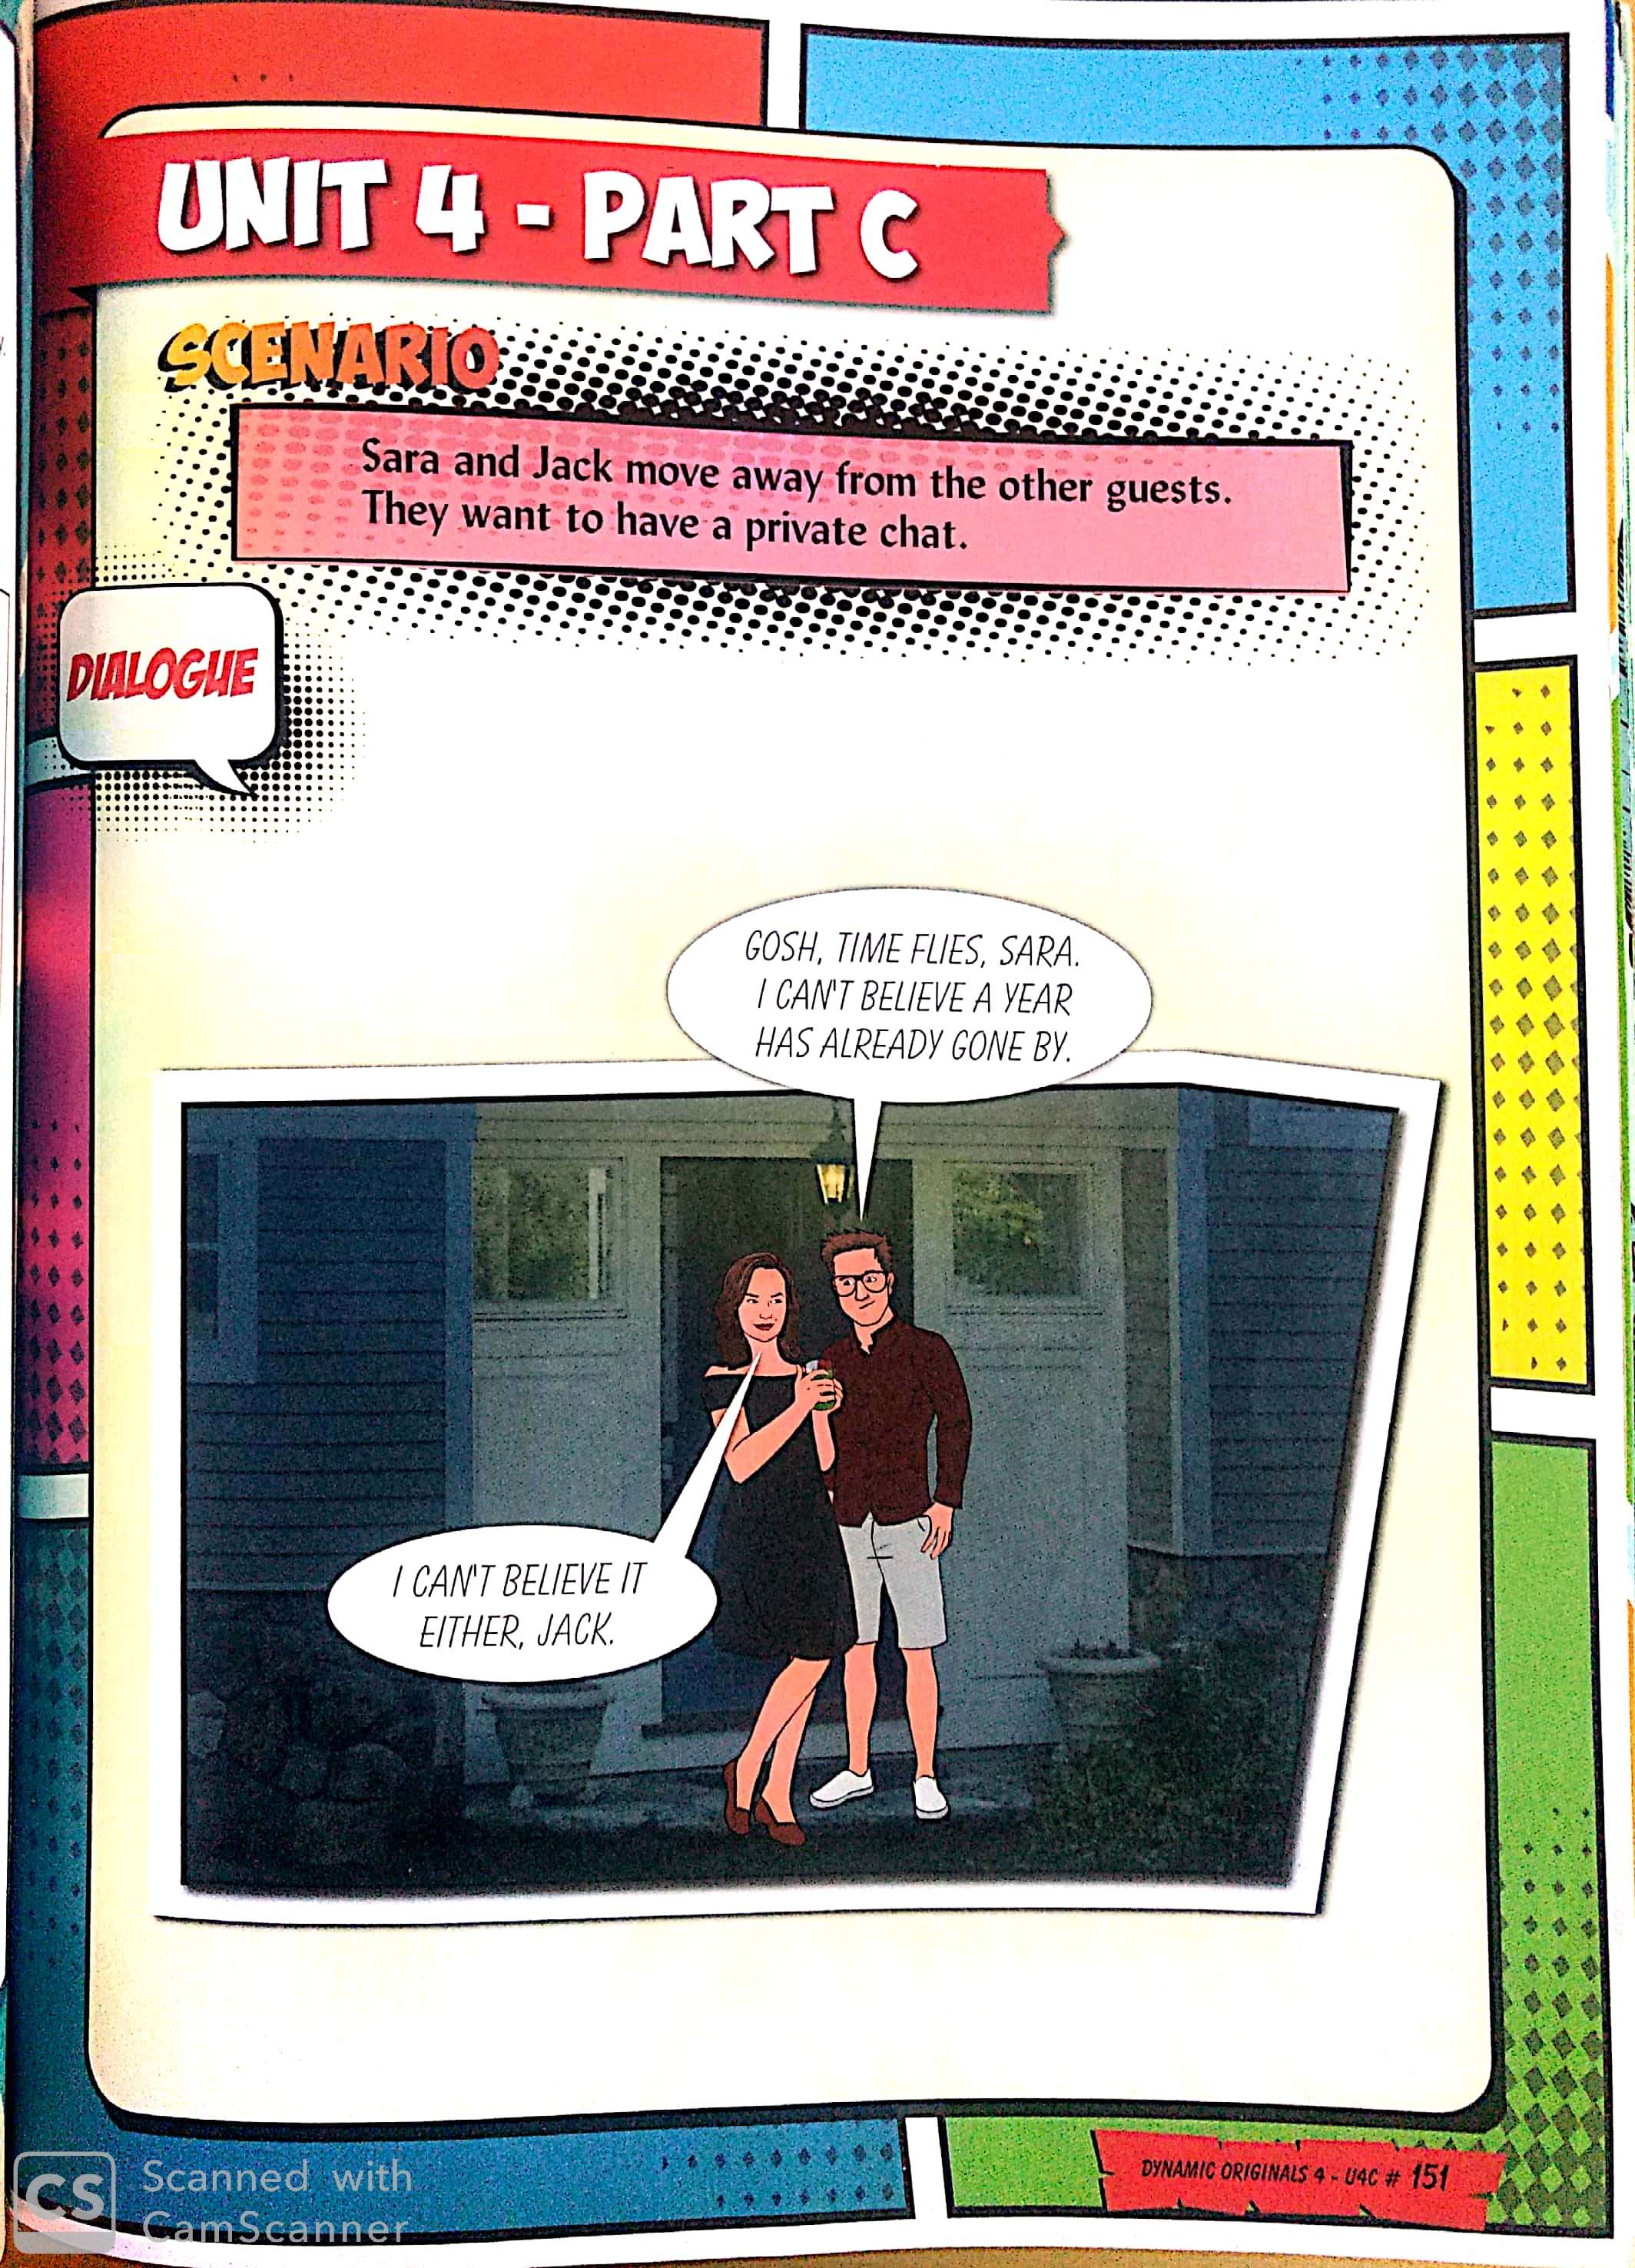 UNIT 4 - PART C
SCENARIO
Sara and Jack move away from the other guests.
They want to have a private chat.
DIALOGUE
GOSH, TIME FLIES, SARA.
I CAN'T BELIEVE A YEAR
HAS ALREADY GONE BY.
I CAN'T BELIEVE IT
EITHER, JACK.
DYNAMIC ORIGINALS 4 - U4C # 151
CS Scanned with
CamScanner